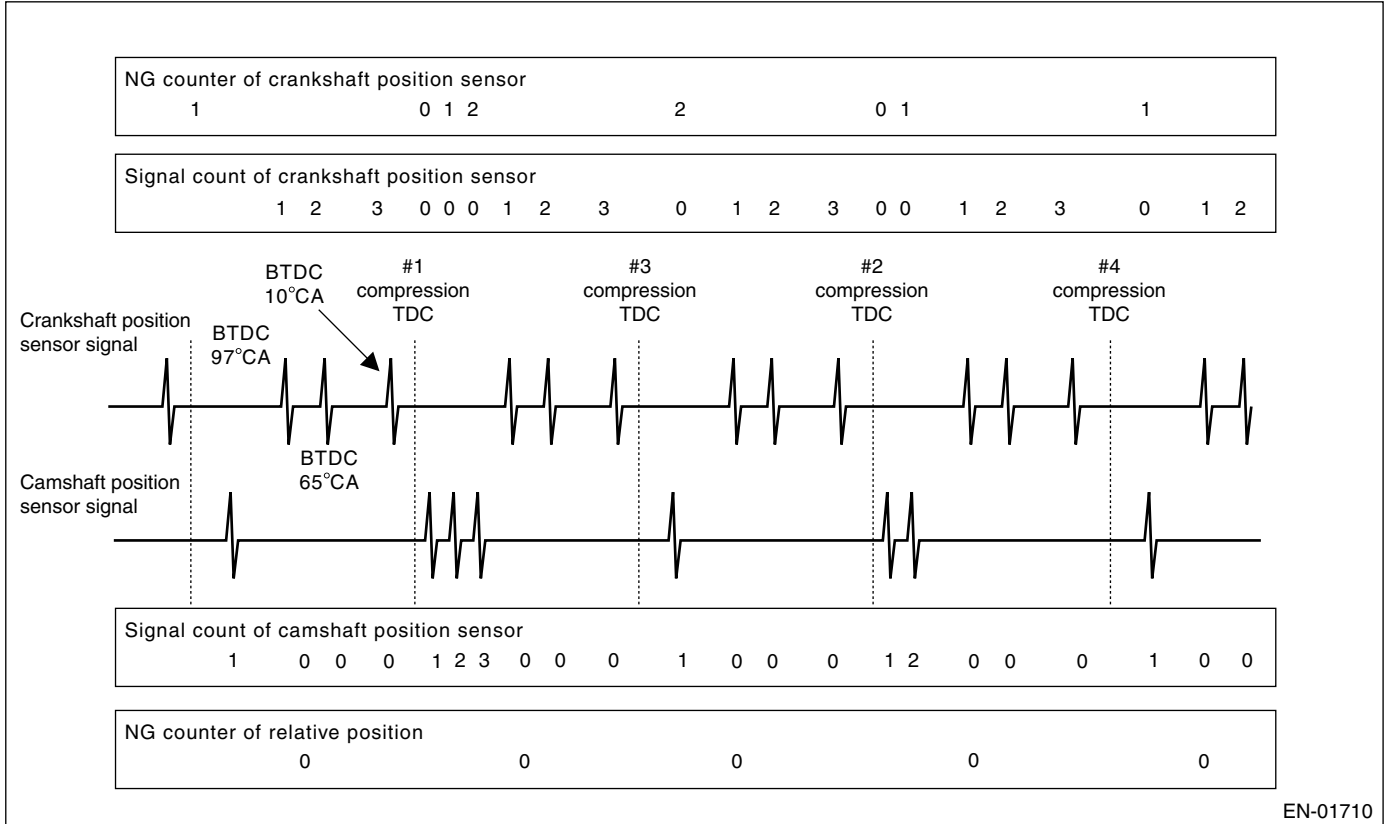 NG counter of crankshaft position sensor
1 0 1 2 2 0 1 1
Signal count of crankshaft position sensor
1 2 3 0 0 0 1 2 3 0 1 2 3 0 0 1 2 3 0 1 2
BTDC
10°CA
#1
compression
TDC
#3
compression
TDC
#2
compression
TDC
#4
compression
TDC
Crankshaft position
sensor signal
BTDC
97°CA
BTDC
65°CA
Camshaft position
sensor signal
Signal count of camshaft position sensor
1 0 0 0 1 2 3 0 0 0 1 0 0 0 1 2 0 0 0 1 0 0
NG counter of relative position
0 0 0 0 0
EN-01710